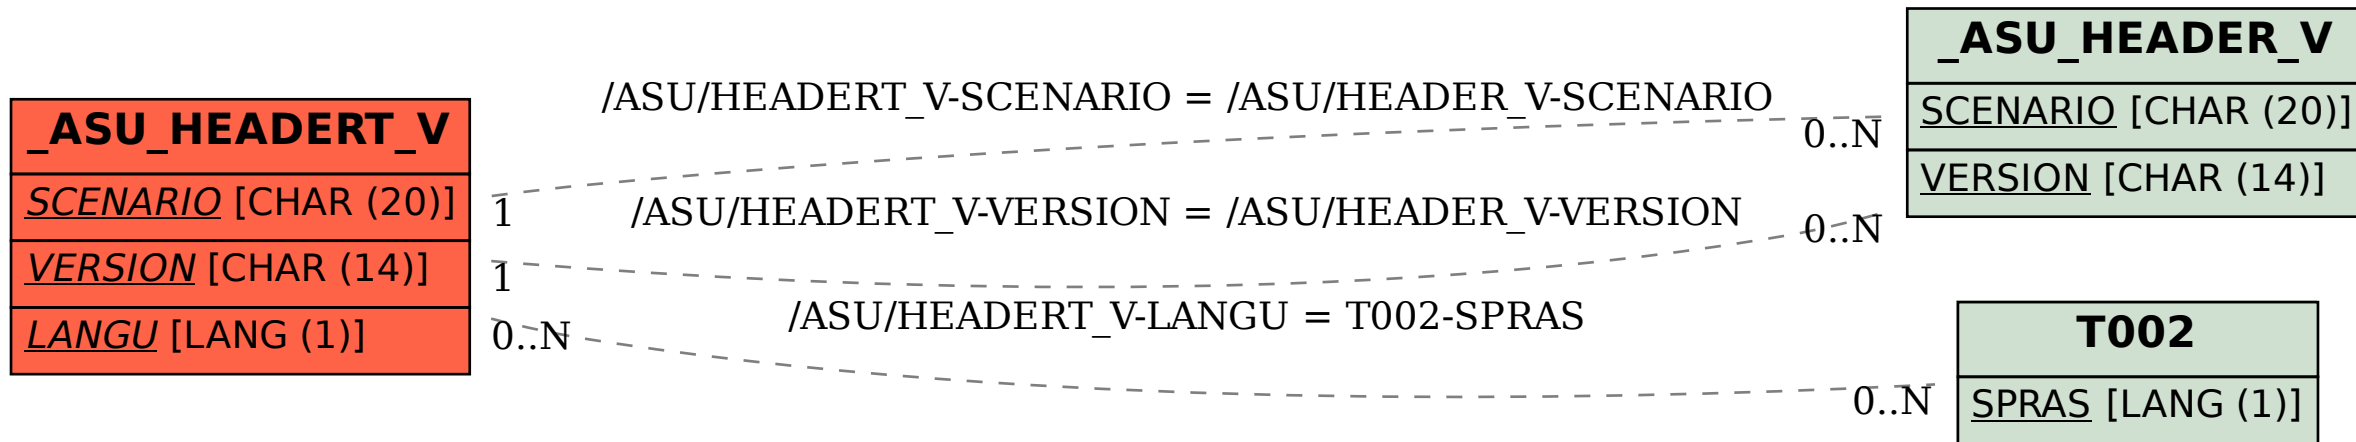 _ASU_HEADERT_V
SCENARIO [CHAR (20)]
VERSION [CHAR (14)]
LANGU [LANG (1)]
/ASU/HEADERT_V-SCENARIO = /ASU/HEADER_V-SCENARIO
1
0..N
/ASU/HEADERT_V-VERSION = /ASU/HEADER_V-VERSION
1
0..N
/ASU/HEADERT_V-LANGU = T002-SPRAS
0..N
0..N
_ASU_HEADER_V
SCENARIO [CHAR (20)]
VERSION [CHAR (14)]
T002
SPRAS [LANG (1)]